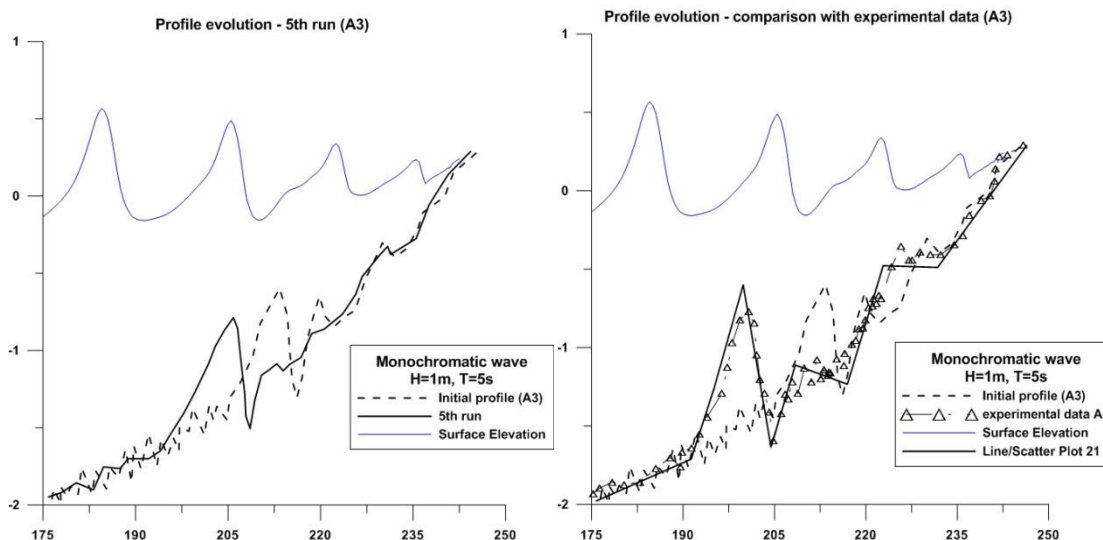 Profile evolution - 5th run (A3)
1
0
-1
-2
175
190
205
220
235
250
Monochromatic wave
H=1m, T=5s
Initial profile (A3)
5th run
Surface Elevation
Profile evolution - comparison with experimental data (A3)
1
0
-1
-2
175
190
205
220
235
250
Monochromatic wave
H=1m, T=5s
Initial profile (A3)
experimental data A
Surface Elevation
Line/Scatter Plot 21